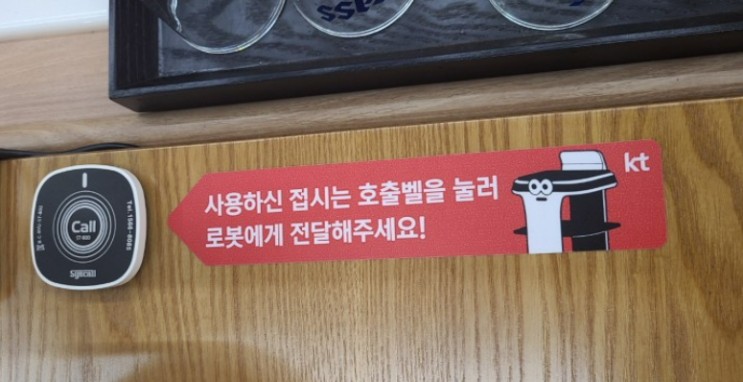 사용하신 접시는 호출벨을 눌러
로봇에게 전달해주세요!
kt
Call
Syscall